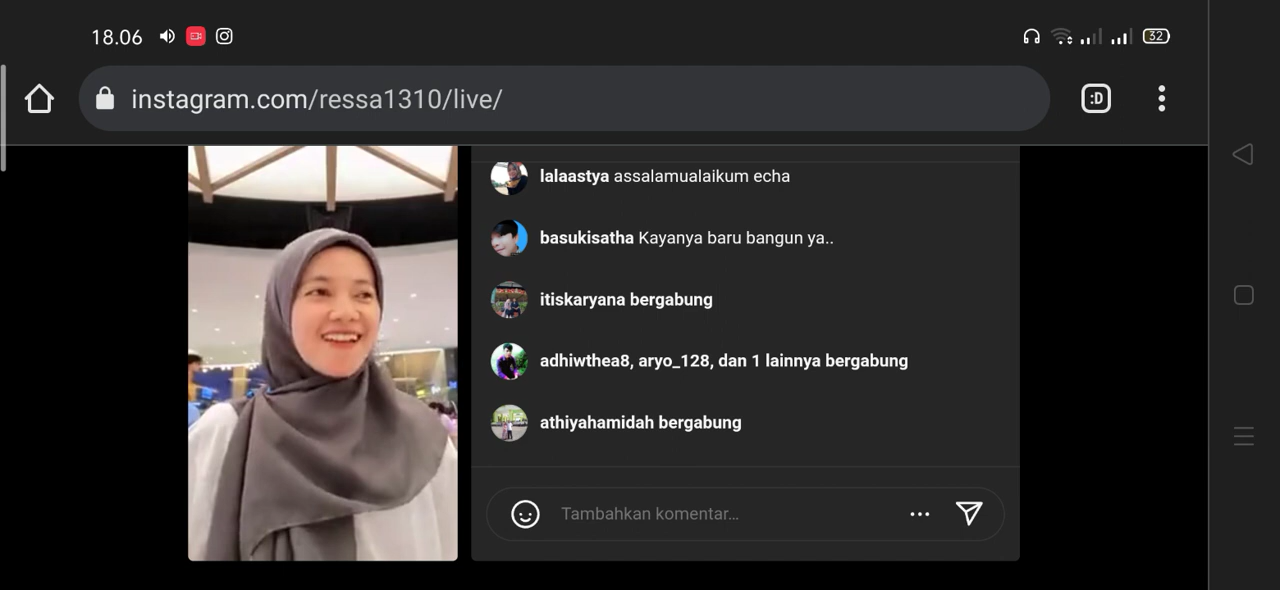 18.06
32
instagram.com/ressa1310/live/
:D
lalaastya assalamualaikum echa
basukisatha Kayanya baru bangun ya..
itiskaryana bergabung
adhiwthea8, aryo_128, dan 1 lainnya bergabung
athiyahamidah bergabung
Tambahkan komentar...